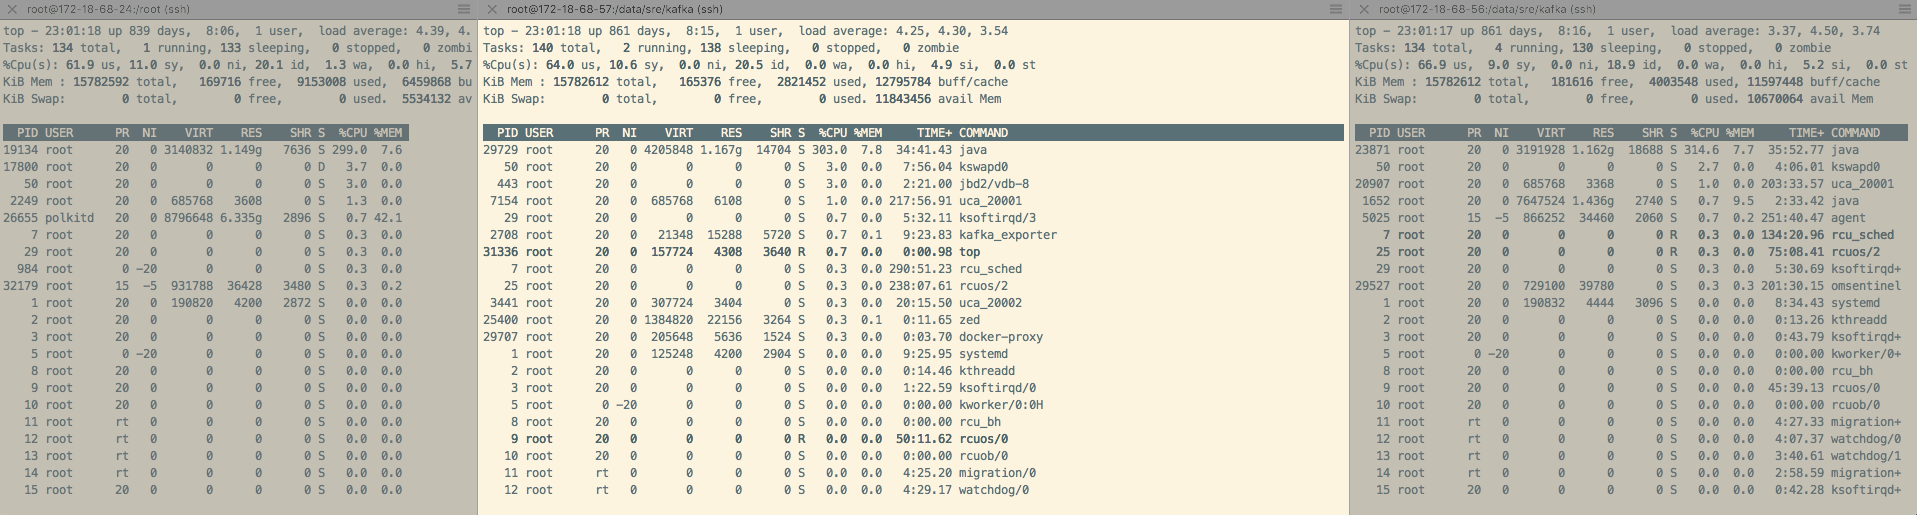 root@172-18-68-24:/root (ssh)
top - 23:01:18 up 839 days,  8:06,  1 user,  load average: 4.39, 4.
Tasks: 134 total,   1 running, 133 sleeping,   0 stopped,   0 zombi
%Cpu(s): 61.9 us, 11.0 sy,  0.0 ni, 20.1 id,  1.3 wa,  0.0 hi,  5.7
KiB Mem : 15782592 total,   169716 free,  9153008 used,  6459868 bu
KiB Swap:        0 total,        0 free,        0 used.  5534132 av
PID USER      PR  NI    VIRT    RES    SHR S  %CPU %MEM
19134 root      20   0 3140832 1.149g   7636 S 299.0  7.6
17800 root      20   0       0      0      0 D   3.7  0.0
50 root      20   0       0      0      0 S   3.0  0.0
2249 root      20   0  685768   3608      0 S   1.3  0.0
26655 polkitd   20   0 8796648 6.335g   2896 S   0.7 42.1
7 root      20   0       0      0      0 S   0.3  0.0
29 root      20   0       0      0      0 S   0.3  0.0
984 root       0 -20       0      0      0 S   0.3  0.0
32179 root      15  -5  931788  36428   3480 S   0.3  0.2
1 root      20   0  190820   4200   2872 S   0.0  0.0
2 root      20   0       0      0      0 S   0.0  0.0
3 root      20   0       0      0      0 S   0.0  0.0
5 root       0 -20       0      0      0 S   0.0  0.0
8 root      20   0       0      0      0 S   0.0  0.0
9 root      20   0       0      0      0 S   0.0  0.0
10 root      20   0       0      0      0 S   0.0  0.0
11 root      rt   0       0      0      0 S   0.0  0.0
12 root      rt   0       0      0      0 S   0.0  0.0
13 root      rt   0       0      0      0 S   0.0  0.0
14 root      rt   0       0      0      0 S   0.0  0.0
15 root      20   0       0      0      0 S   0.0  0.0
root@172-18-68-57:/data/sre/kafka (ssh)
top - 23:01:18 up 861 days,  8:15,  1 user,  load average: 4.25, 4.30, 3.54
Tasks: 140 total,   2 running, 138 sleeping,   0 stopped,   0 zombie
%Cpu(s): 64.0 us, 10.6 sy,  0.0 ni, 20.5 id,  0.0 wa,  0.0 hi,  4.9 si,  0.0 st
KiB Mem : 15782612 total,   165376 free,  2821452 used, 12795784 buff/cache
KiB Swap:        0 total,        0 free,        0 used. 11843456 avail Mem
PID USER      PR  NI    VIRT    RES    SHR S  %CPU %MEM     TIME+ COMMAND
29729 root      20   0 4205848 1.167g  14704 S 303.0  7.8  34:41.43 java
50 root      20   0       0      0      0 S   3.0  0.0   7:56.04 kswapd0
443 root      20   0       0      0      0 S   3.0  0.0   2:21.00 jbd2/vdb-8
7154 root      20   0  685768   6108      0 S   1.0  0.0 217:56.91 uca_20001
29 root      20   0       0      0      0 S   0.7  0.0   5:32.11 ksoftirqd/3
2708 root      20   0   21348  15288   5720 S   0.7  0.1   9:23.83 kafka_exporter
31336 root      20   0  157724   4308   3640 R   0.7  0.0   0:00.98 top
7 root      20   0       0      0      0 S   0.3  0.0 290:51.23 rcu_sched
25 root      20   0       0      0      0 S   0.3  0.0 238:07.61 rcuos/2
3441 root      20   0  307724   3404      0 S   0.3  0.0  20:15.50 uca_20002
25400 root      20   0 1384820  22156   3264 S   0.3  0.1   0:11.65 zed
29707 root      20   0  205648   5636   1524 S   0.3  0.0   0:03.70 docker-proxy
1 root      20   0  125248   4200   2904 S   0.0  0.0   9:25.95 systemd
2 root      20   0       0      0      0 S   0.0  0.0   0:14.46 kthreadd
3 root      20   0       0      0      0 S   0.0  0.0   1:22.59 ksoftirqd/0
5 root       0 -20       0      0      0 S   0.0  0.0   0:00.00 kworker/0:0H
8 root      20   0       0      0      0 S   0.0  0.0   0:00.00 rcu_bh
9 root      20   0       0      0      0 R   0.0  0.0  50:11.62 rcuos/0
10 root      20   0       0      0      0 S   0.0  0.0   0:00.00 rcuob/0
11 root      rt   0       0      0      0 S   0.0  0.0   4:25.20 migration/0
12 root      rt   0       0      0      0 S   0.0  0.0   4:29.17 watchdog/0
root@172-18-68-56:/data/sre/kafka (ssh)
top - 23:01:17 up 861 days,  8:16,  1 user,  load average: 3.37, 4.50, 3.74
Tasks: 134 total,   4 running, 130 sleeping,   0 stopped,   0 zombie
%Cpu(s): 66.9 us,  9.0 sy,  0.0 ni, 18.9 id,  0.0 wa,  0.0 hi,  5.2 si,  0.0 st
KiB Mem : 15782612 total,   181616 free,  4003548 used, 11597448 buff/cache
KiB Swap:        0 total,        0 free,        0 used. 10670064 avail Mem
PID USER      PR  NI    VIRT    RES    SHR S  %CPU %MEM     TIME+ COMMAND
23871 root      20   0 3191928 1.162g  18688 S 314.6  7.7  35:52.77 java
50 root      20   0       0      0      0 S   2.7  0.0   4:06.01 kswapd0
20907 root      20   0  685768   3368      0 S   1.0  0.0 203:33.57 uca_20001
1652 root      20   0 7647524 1.436g   2740 S   0.7  9.5   2:33.42 java
5025 root      15  -5  866252  34460   2060 S   0.7  0.2 251:40.47 agent
7 root      20   0       0      0      0 R   0.3  0.0 134:20.96 rcu_sched
25 root      20   0       0      0      0 R   0.3  0.0  75:08.41 rcuos/2
29 root      20   0       0      0      0 S   0.3  0.0   5:30.69 ksoftirqd+
29527 root      20   0  729100  39780      0 S   0.3  0.3 201:30.15 omsentinel
1 root      20   0  190832   4444   3096 S   0.0  0.0   8:34.43 systemd
2 root      20   0       0      0      0 S   0.0  0.0   0:13.26 kthreadd
3 root      20   0       0      0      0 S   0.0  0.0   0:43.79 ksoftirqd+
5 root       0 -20       0      0      0 S   0.0  0.0   0:00.00 kworker/0+
8 root      20   0       0      0      0 S   0.0  0.0   0:00.00 rcu_bh
9 root      20   0       0      0      0 S   0.0  0.0  45:39.13 rcuos/0
10 root      20   0       0      0      0 S   0.0  0.0   0:00.00 rcuob/0
11 root      rt   0       0      0      0 S   0.0  0.0   4:27.33 migration+
12 root      rt   0       0      0      0 S   0.0  0.0   4:07.37 watchdog/0
13 root      rt   0       0      0      0 S   0.0  0.0   3:40.61 watchdog/1
14 root      rt   0       0      0      0 S   0.0  0.0   2:58.59 migration+
15 root      20   0       0      0      0 S   0.0  0.0   0:42.28 ksoftirqd+